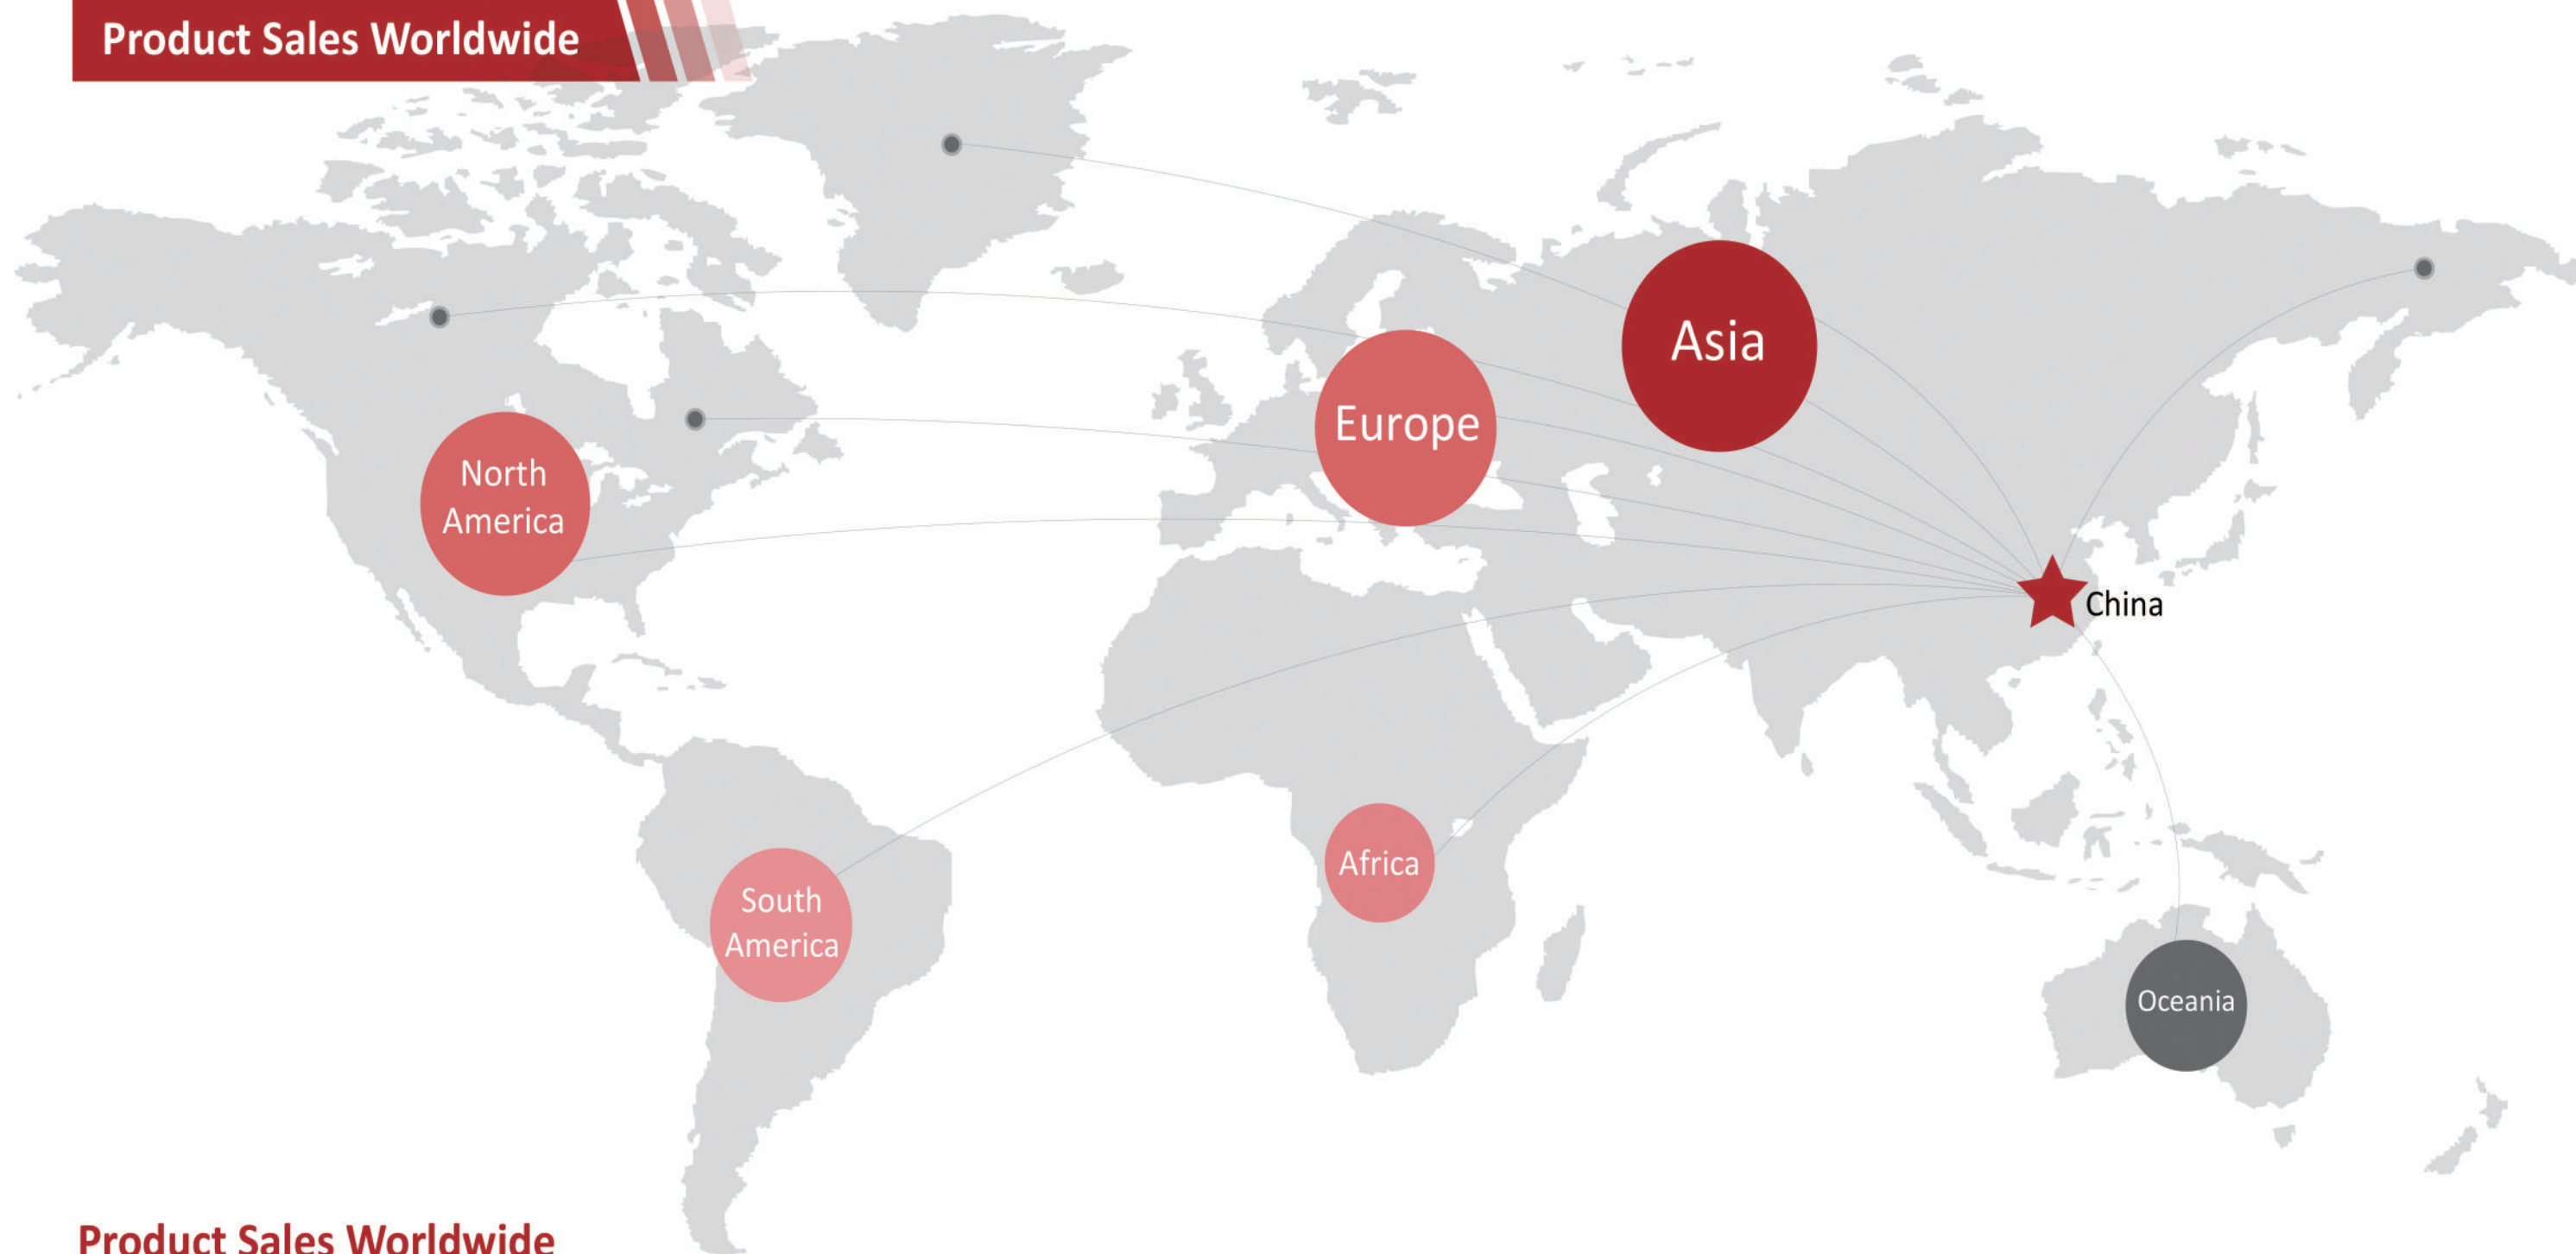 Product Sales Worldwide
Asia
Europe
North
America
China
Africa
South
America
Oceania
Product Sales Worldwide